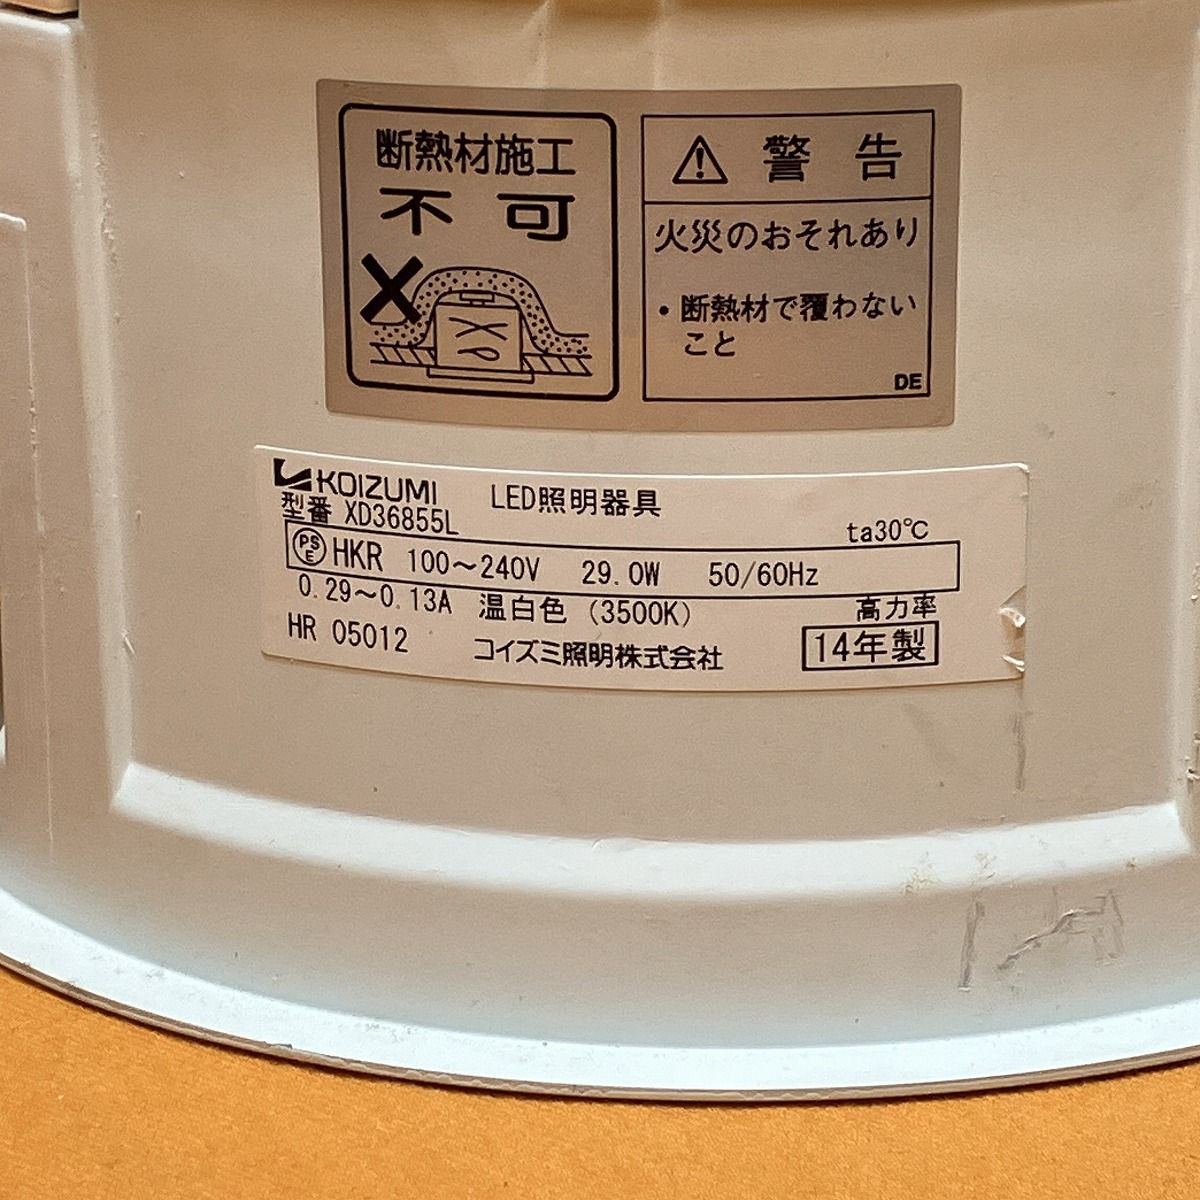 断熱材施工
不可
警告
火災のおそれあり
・断熱材で覆わない
こと
DE
KOIZUMI LED照明器具
型番 XD36855L ta30℃
PSE HKR 100～240V 29.0W 50/60Hz
0.29～0.13A 温白色 (3500K) 高力率
HR 05012 コイズミ照明株式会社 14年製